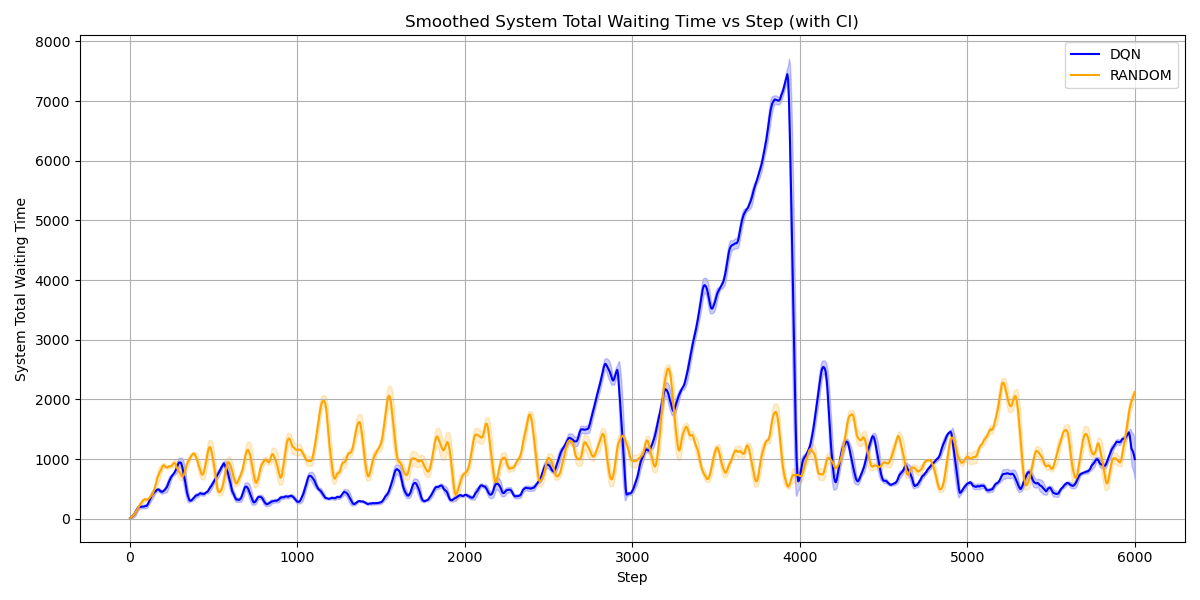 Smoothed System Total Waiting Time vs Step (with CI)
DQN
RANDOM
System Total Waiting Time
8000
7000
6000
5000
4000
3000
2000
1000
0
0 1000 2000 3000 4000 5000 6000
Step